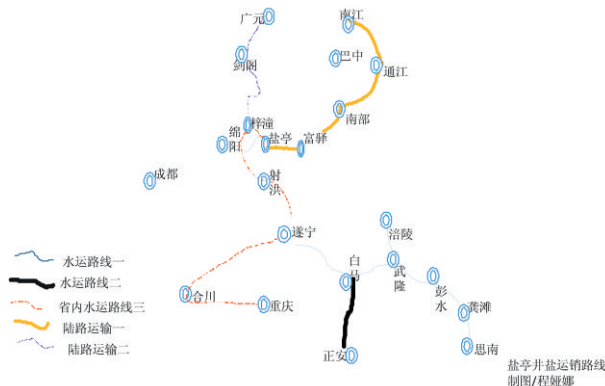 广元
南江
剑阁
巴中
通江
南部
梓潼
绵阳
盐亭
富驿
成都
射洪
遂宁
涪陵
白马
武隆
彭水
合川
重庆
龚滩
正安
思南
水运路线一
水运路线二
省内水运路线三
陆路运输一
陆路运输二
盐亭井盐运销路线
制图/程娅娜